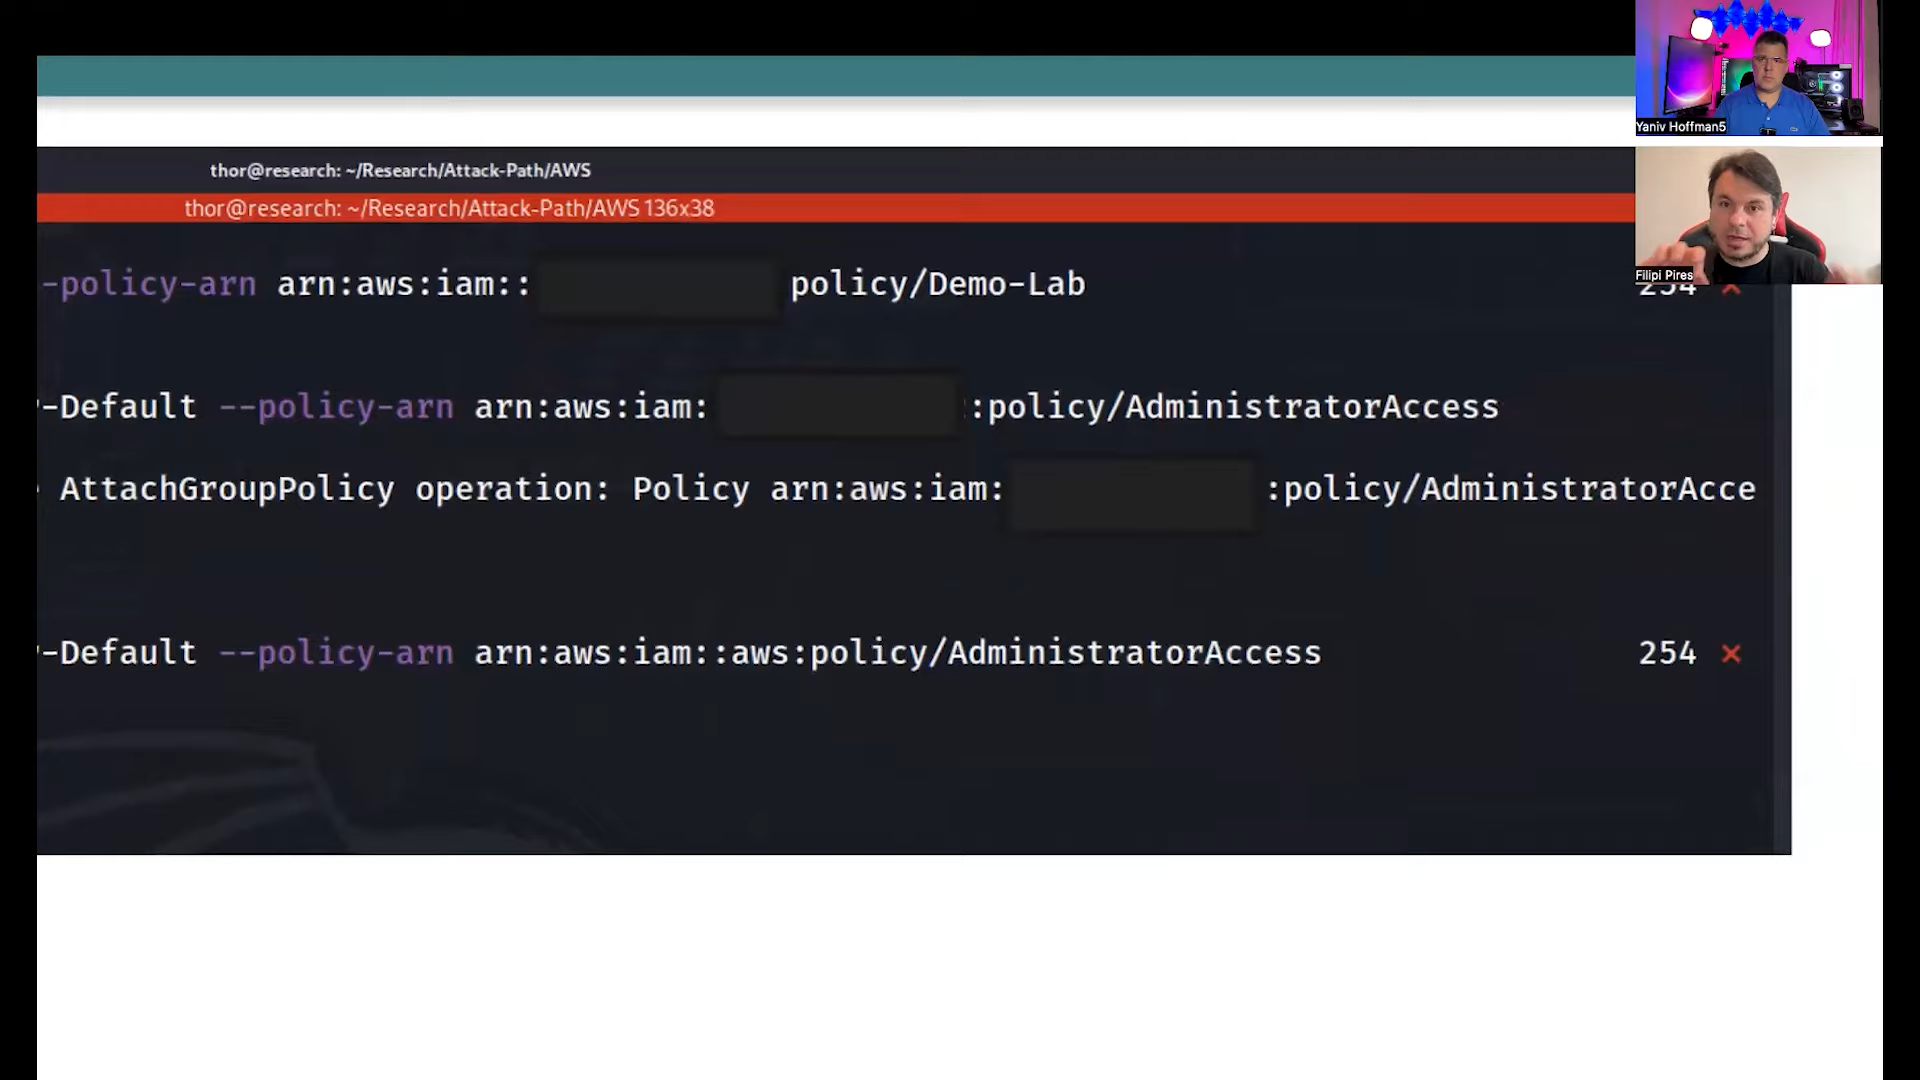 Yaniv Hoffman5
thor@research: ~/Research/Attack-Path/AWS
thor@research: ~/Research/Attack-Path/AWS 136x38
Filipi Pires
-policy-arn arn:aws:iam:: policy/Demo-Lab 254 ×
-Default --policy-arn arn:aws:iam: :policy/AdministratorAccess
AttachGroupPolicy operation: Policy arn:aws:iam: :policy/AdministratorAcce
-Default --policy-arn arn:aws:iam::aws:policy/AdministratorAccess 254 ×